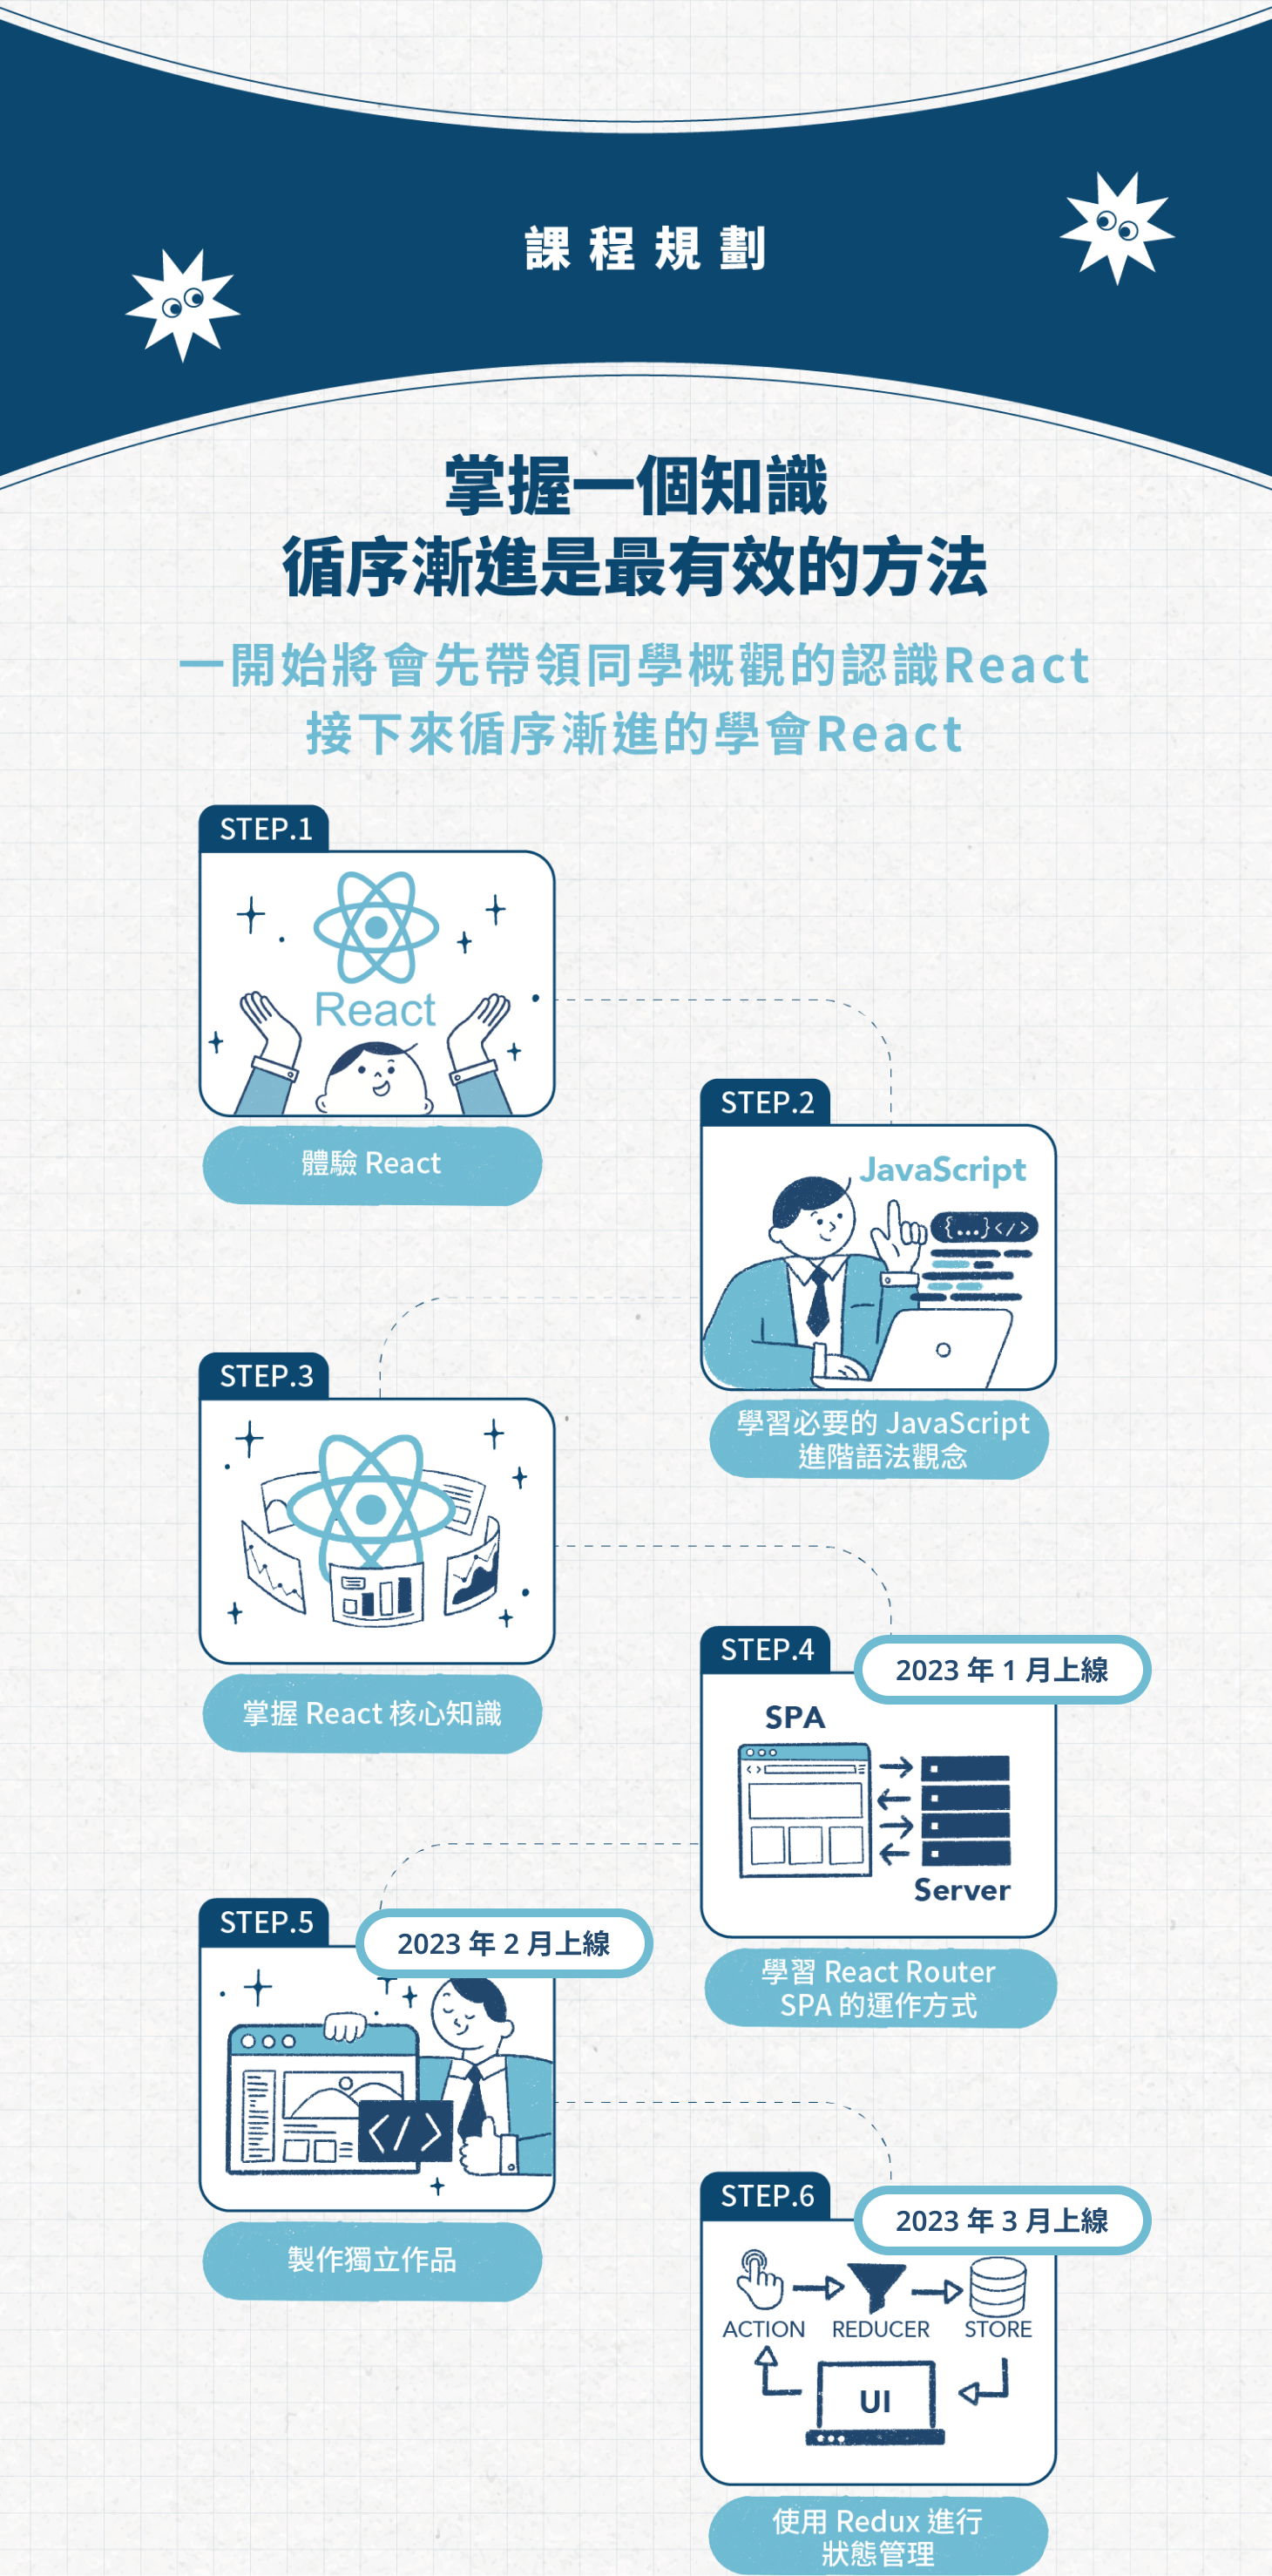 課程規劃
掌握一個知識
循序漸進是最有效的方法
一開始將會先帶領同學概觀的認識React
接下來循序漸進的學會React
STEP.1
React
體驗 React
STEP.2
JavaScript
{...}</>
學習必要的 JavaScript
進階語法觀念
STEP.3
掌握 React 核心知識
STEP.4
2023 年 1 月上線
SPA
Server
學習 React Router
SPA 的運作方式
STEP.5
2023 年 2 月上線
</>
製作獨立作品
STEP.6
2023 年 3 月上線
ACTION REDUCER STORE
UI
使用 Redux 進行
狀態管理